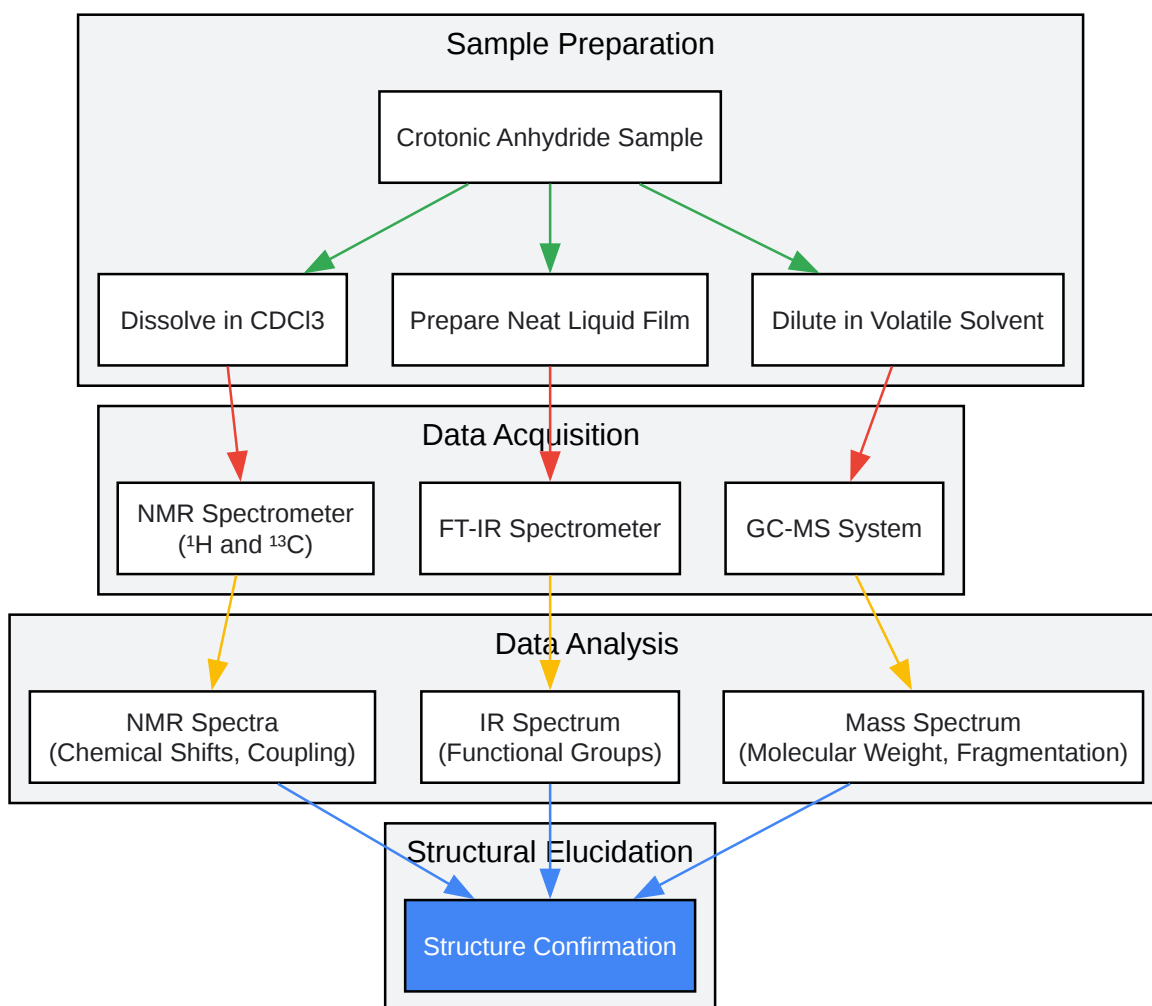 Sample Preparation
Crotonic Anhydride Sample
Dissolve in CDCl3
Prepare Neat Liquid Film
Dilute in Volatile Solvent
Data Acquisition
NMR Spectrometer
(¹H and ¹³C)
FT-IR Spectrometer
GC-MS System
Data Analysis
NMR Spectra
(Chemical Shifts, Coupling)
IR Spectrum
(Functional Groups)
Mass Spectrum
(Molecular Weight, Fragmentation)
Structural Elucidation
Structure Confirmation